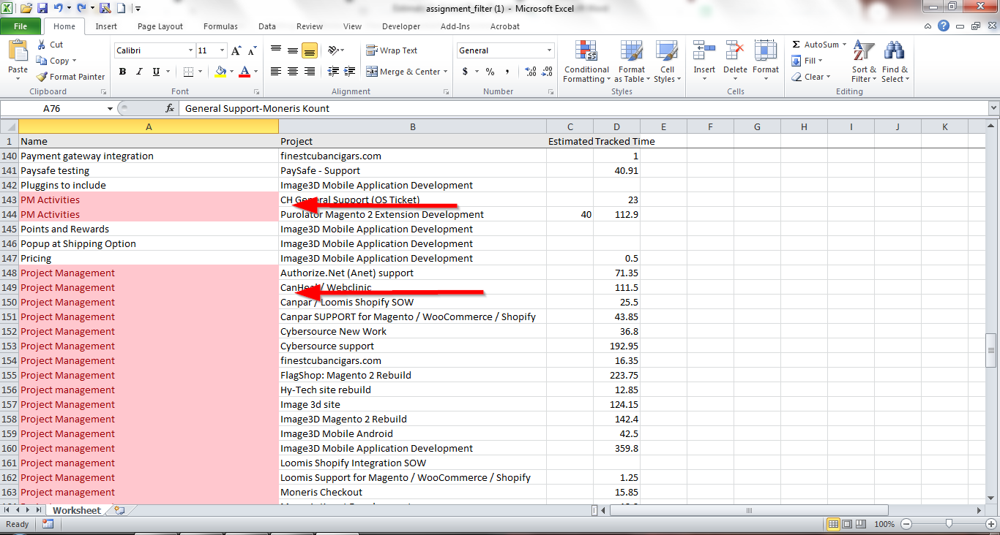 assignment_filter (1) - Microsoft Excel
File Home Insert Page Layout Formulas Data Review View Developer Add-Ins Acrobat
Cut
Copy
Format Painter
Paste
Clipboard
Calibri 11
B I U
Font
Wrap Text
Merge & Center
Alignment
General
$ % ,
Number
Conditional Formatting
Format as Table
Cell Styles
Styles
Insert Delete Format
Cells
Σ AutoSum
Fill
Clear
Sort & Filter
Find & Select
Editing
A76 fx General Support-Moneris Kount
A B C D E F G H I J K
1 Name Project Estimated Tracked Time
140 Payment gateway integration finestcubancigars.com 1
141 Paysafe testing PaySafe - Support 40.91
142 Pluggins to include Image3D Mobile Application Development
143 PM Activities CH General Support (OS Ticket) 23
144 PM Activities Purolator Magento 2 Extension Development 40 112.9
145 Points and Rewards Image3D Mobile Application Development
146 Popup at Shipping Option Image3D Mobile Application Development
147 Pricing Image3D Mobile Application Development 0.5
148 Project Management Authorize.Net (Anet) support 71.35
149 Project Management / Webclinic 111.5
150 Project Management Canpar / Loomis Shopify SOW 25.5
151 Project Management Canpar SUPPORT for Magento / WooCommerce / Shopify 43.85
152 Project Management Cybersource New Work 36.8
153 Project Management Cybersource support 192.95
154 Project Management finestcubancigars.com 16.35
155 Project Management FlagShop: Magento 2 Rebuild 223.75
156 Project management Hy-Tech site rebuild 12.85
157 Project Management Image 3d site 124.15
158 Project Management Image3D Magento 2 Rebuild 142.4
159 Project Management Image3D Mobile Android 42.5
160 Project management Image3D Mobile Application Development 359.8
161 Project management Loomis Shopify Integration SOW
162 Project Management Loomis Support for Magento / WooCommerce / Shopify 1.25
163 Project management Moneris Checkout 15.85
Worksheet
Ready 100%